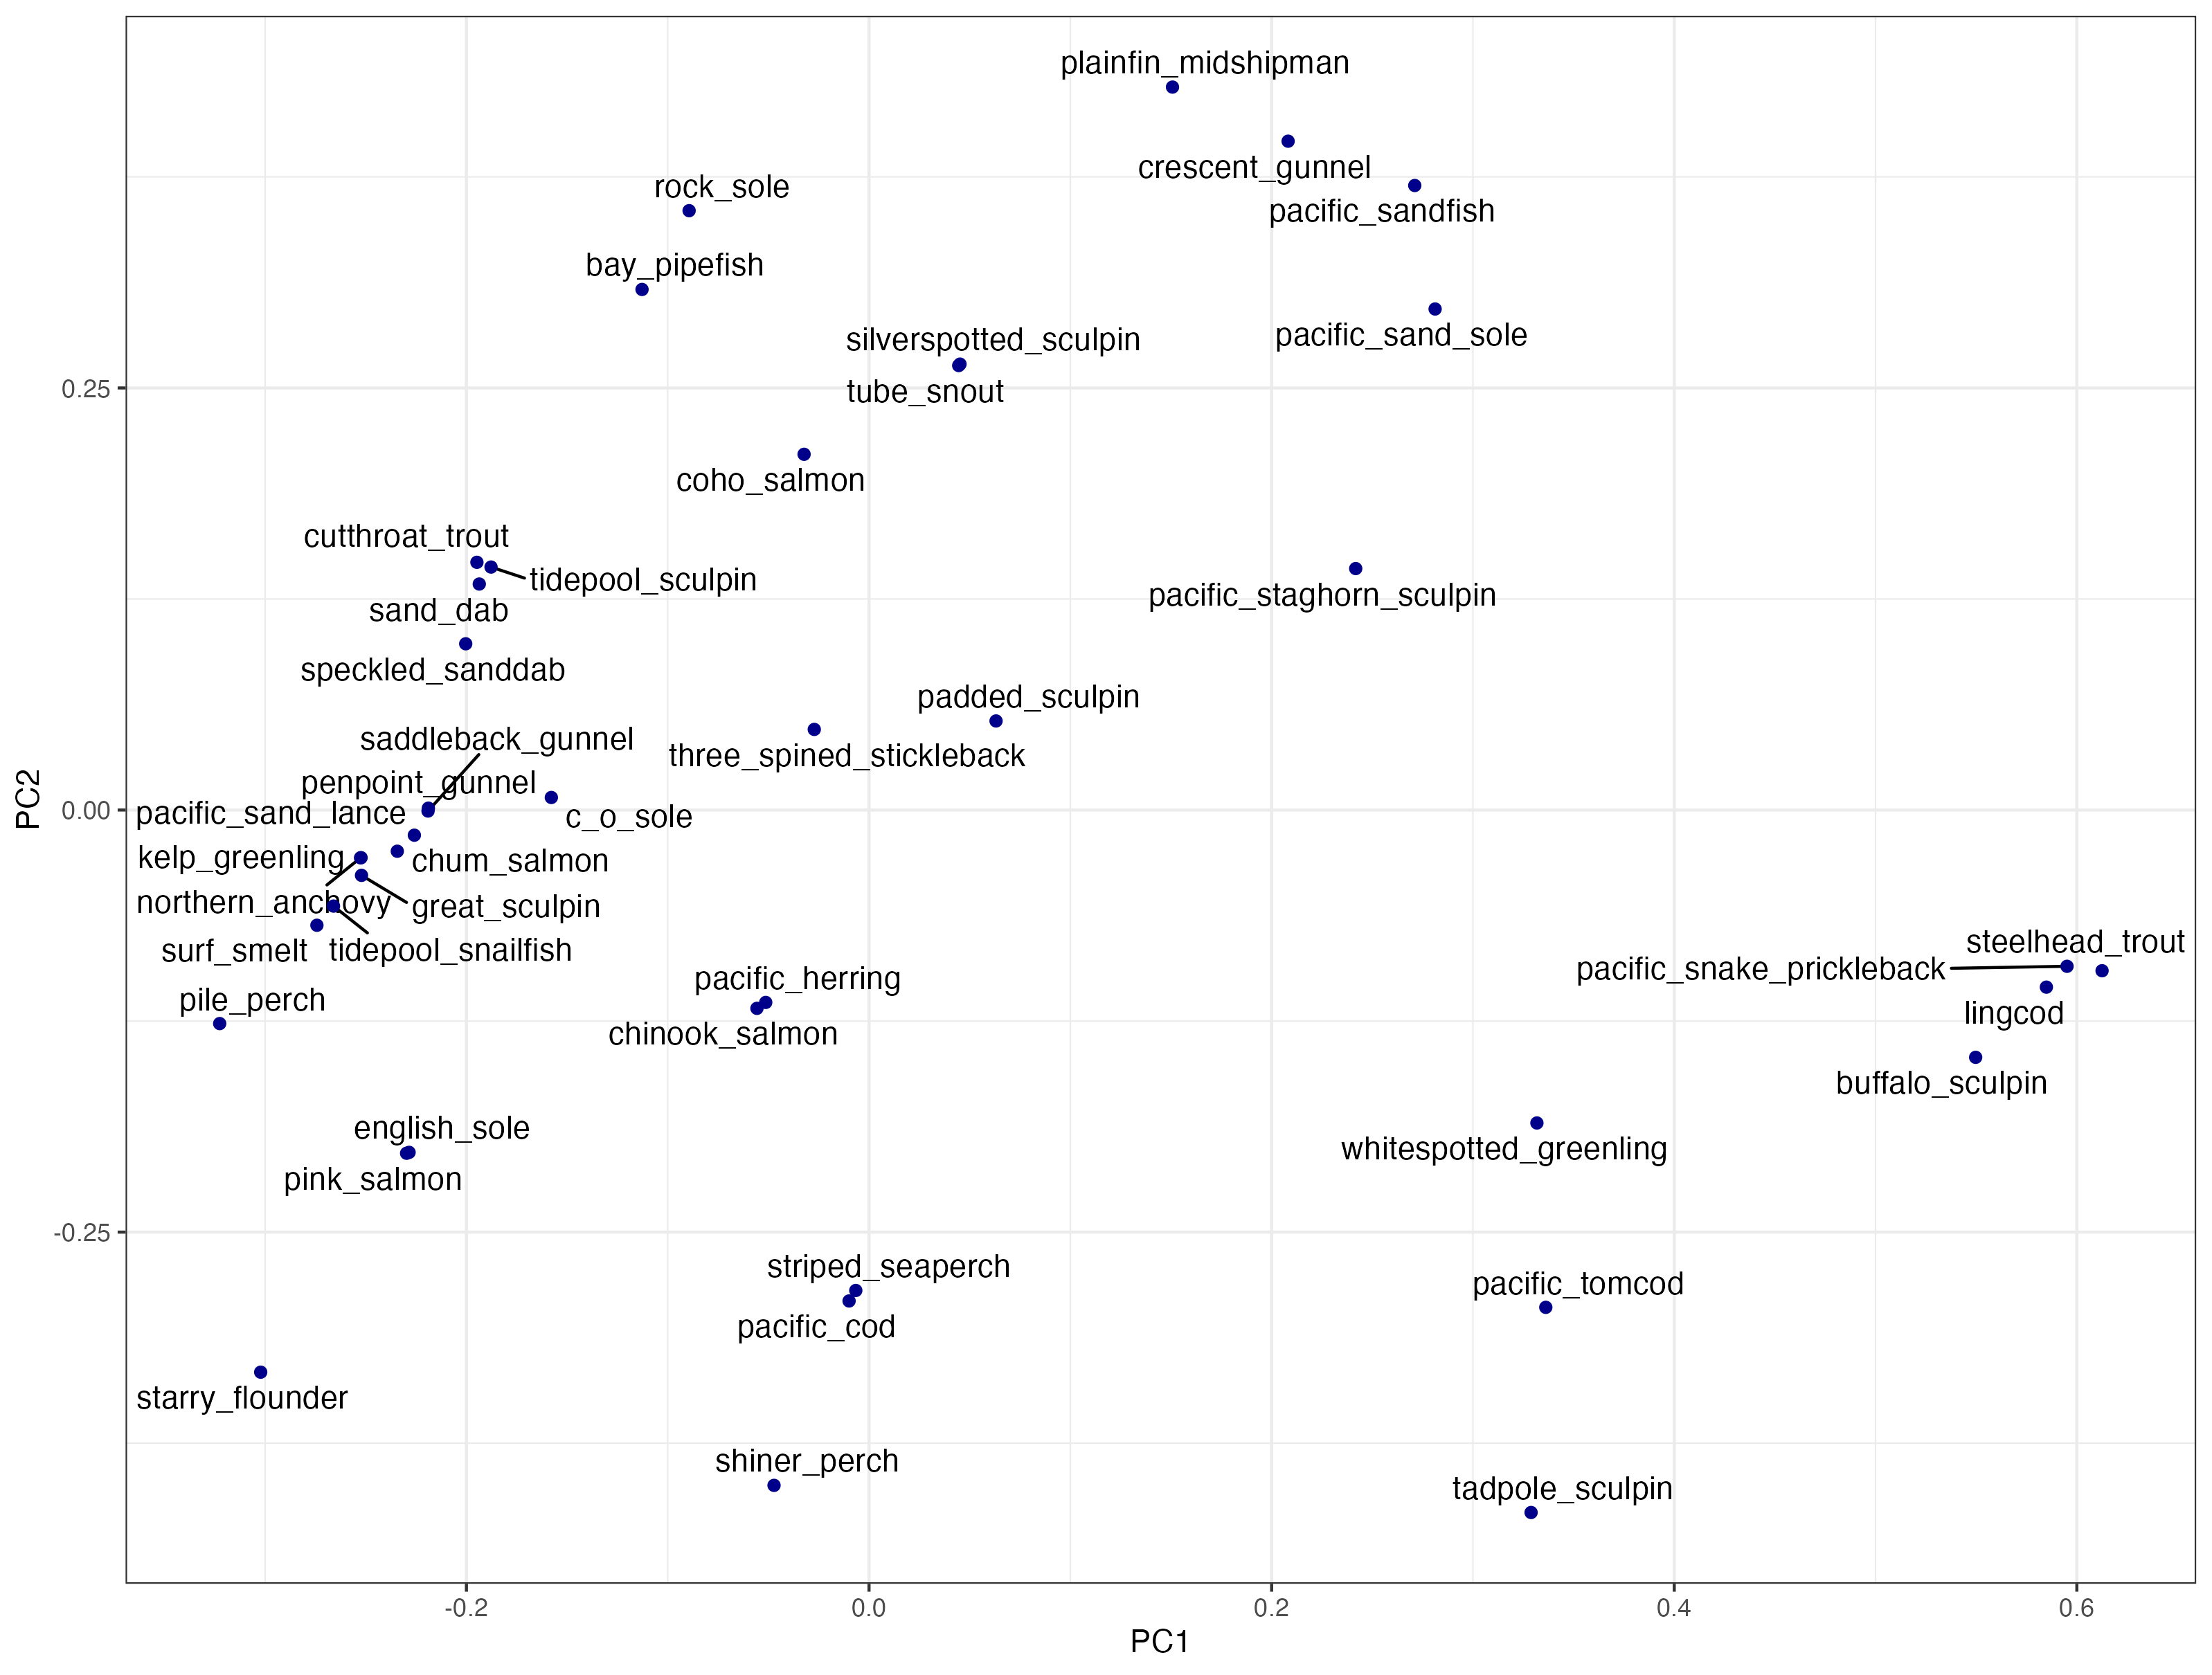 plainfin_midshipman
crescent_gunnel
rock_sole
pacific_sandfish
bay_pipefish
pacific_sand_sole
silverspotted_sculpin
0.25
tube_snout
coho_salmon
cutthroat_trout
tidepool_sculpin
pacific_staghorn_sculpin
sand_dab
speckled_sanddab
padded_sculpin
saddleback_gunnel
three_spined_stickleback
penpoint_gunnel
PC2
0.00
pacific_sand_lance
c_o_sole
kelp_greenling
chum_salmon
northern_anchovy
great_sculpin
surf_smelt
tidepool_snailfish
steelhead_trout
pacific_snake_prickleback
pacific_herring
pile_perch
lingcod
chinook_salmon
buffalo_sculpin
english_sole
whitespotted_greenling
pink_salmon
-0.25
striped_seaperch
pacific_tomcod
pacific_cod
starry_flounder
shiner_perch
tadpole_sculpin
-0.2
0.0
0.2
0.4
0.6
PC1